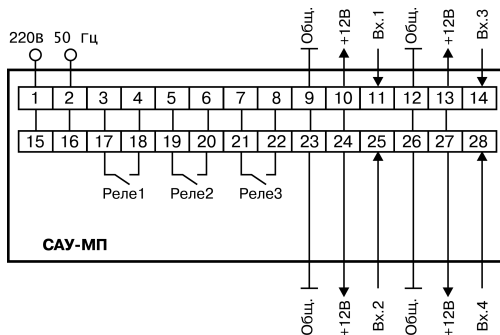 Общ. +12В Вх.1 Общ. +12В Вх.3
220В 50 Гц
1 2 3 4 5 6 7 8 9 10 11 12 13 14
15 16 17 18 19 20 21 22 23 24 25 26 27 28
Реле1 Реле2 Реле3
САУ-МП
Общ. +12В Вх.2 Общ. +12В Вх.4